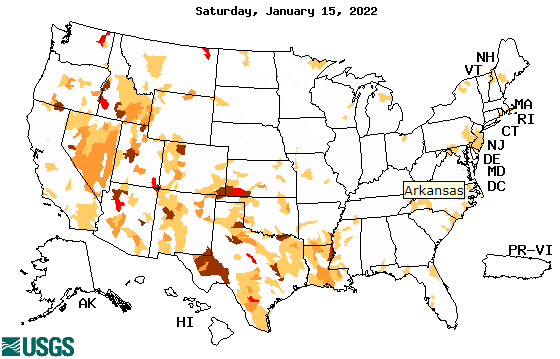 Saturday, January 15, 2022
NH
VT
MA
RI
CT
NJ
DE
MD
DC
Arkansas
PR-VI
AK
HI
USGS